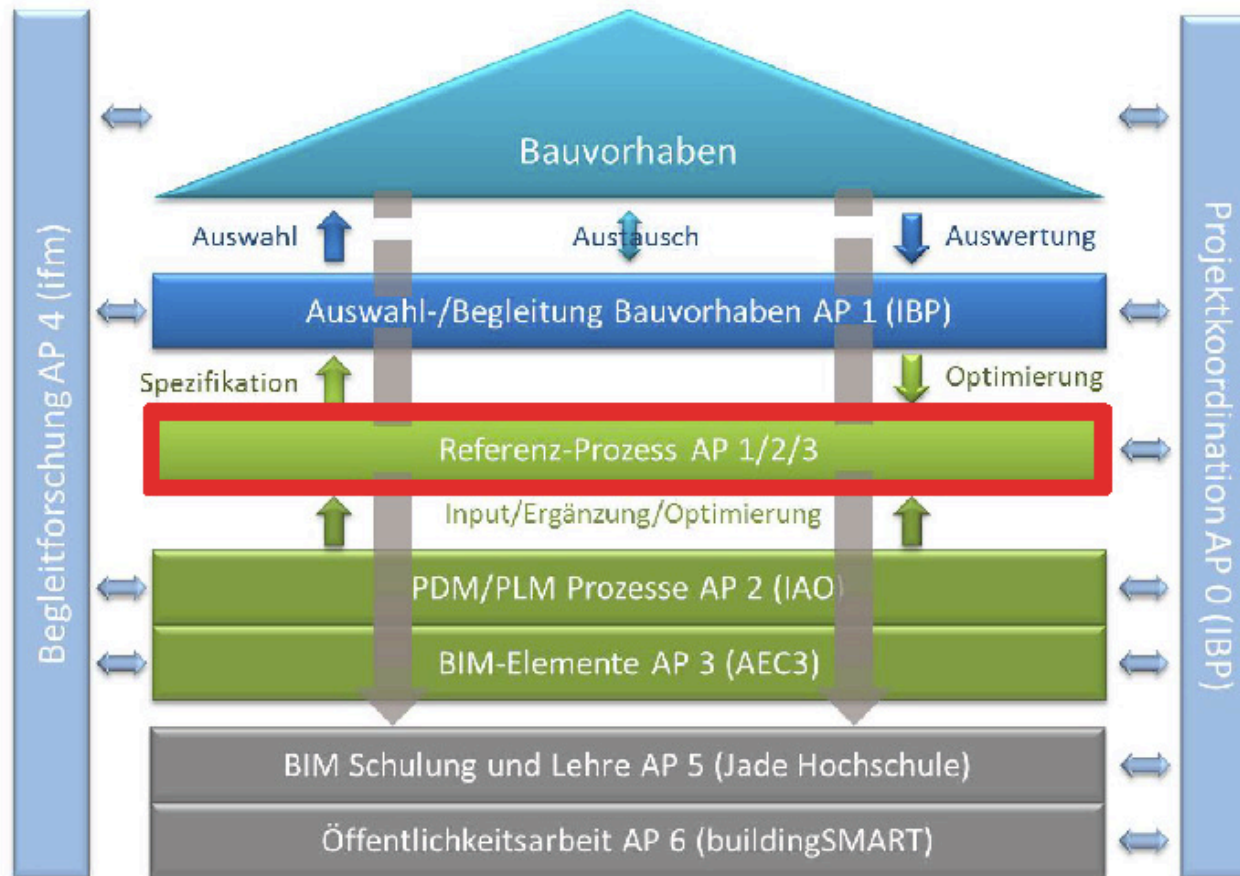 Begleitforschung AP 4 (ifm)
Bauvorhaben
Auswahl
Austausch
Auswertung
Auswahl-/Begleitung Bauvorhaben AP 1 (IBP)
Spezifikation
Optimierung
Referenz-Prozess AP 1/2/3
Input/Ergänzung/Optimierung
PDM/PLM Prozesse AP 2 (IAO)
BIM-Elemente AP 3 (AEC3)
BIM Schulung und Lehre AP 5 (Jade Hochschule)
Öffentlichkeitsarbeit AP 6 (buildingSMART)
Projektkoordination AP 0 (IBP)